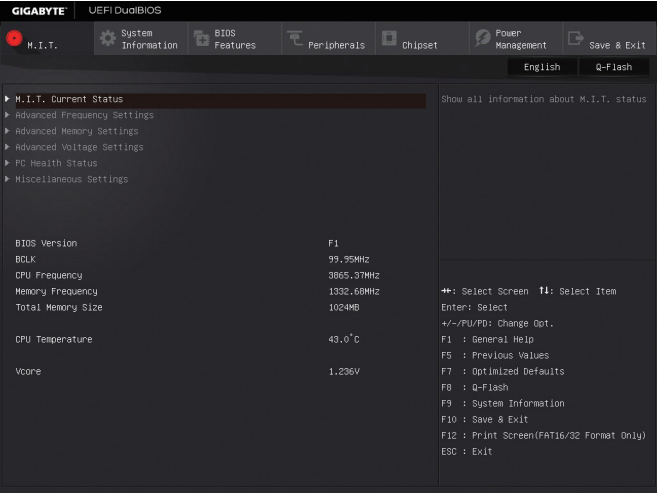 GIGABYTE™ UEFI DualBIOS
M.I.T.
System Information
BIOS Features
Peripherals
Chipset
Power Management
Save & Exit
English
Q-Flash
M.I.T. Current Status
Advanced Frequency Settings
Advanced Memory Settings
Advanced Voltage Settings
PC Health Status
Miscellaneous Settings
Show all information about M.I.T. status
BIOS Version F1
BCLK 99.95MHz
CPU Frequency 3865.37MHz
Memory Frequency 1332.68MHz
Total Memory Size 1024MB
CPU Temperature 43.0°C
Vcore 1.236V
→←: Select Screen ↑↓: Select Item
Enter: Select
+/-/PU/PD: Change Opt.
F1 : General Help
F5 : Previous Values
F7 : Optimized Defaults
F8 : Q-Flash
F9 : System Information
F10 : Save & Exit
F12 : Print Screen(FAT16/32 Format Only)
ESC : Exit